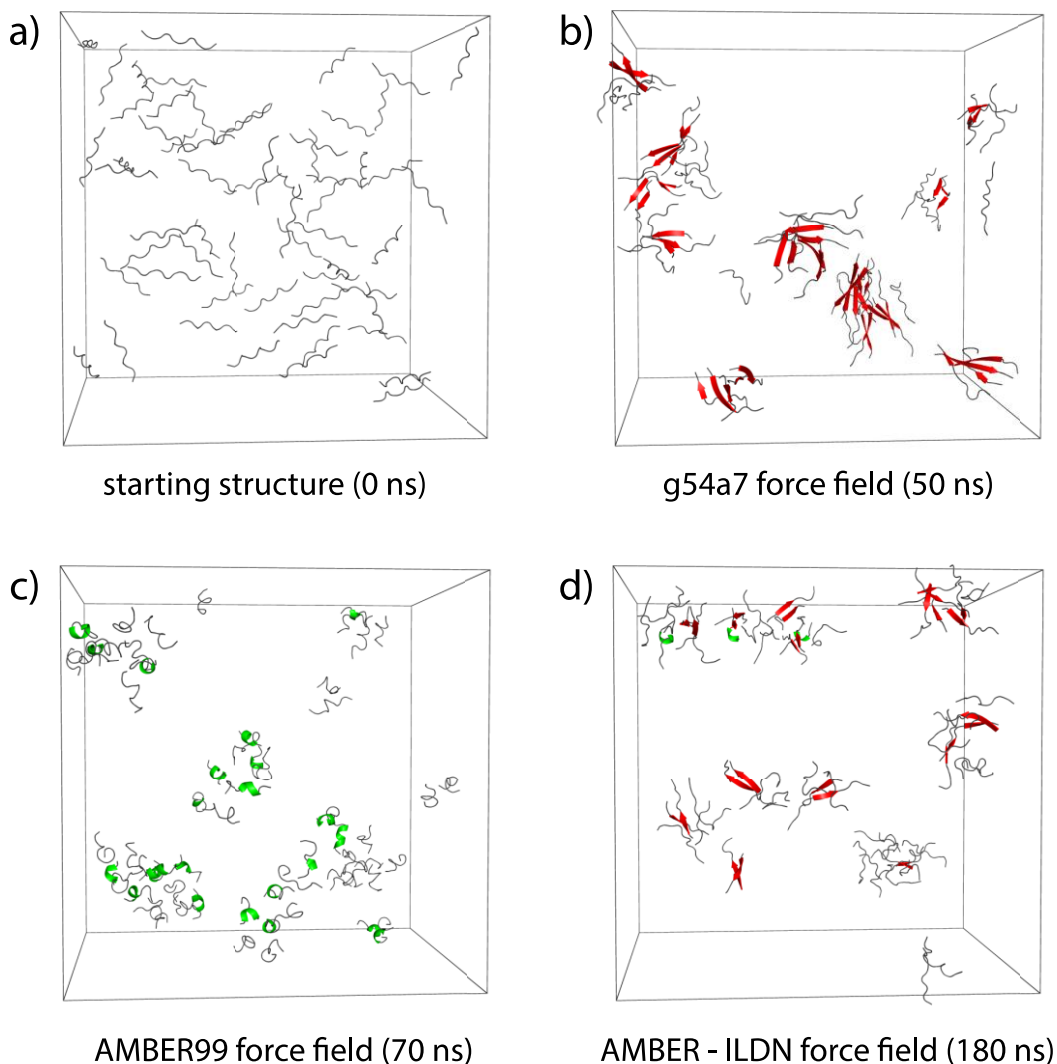 a)
b)
starting structure (0 ns)
g54a7 force field (50 ns)
c)
d)
AMBER99 force field (70 ns)
AMBER - ILDN force field (180 ns)